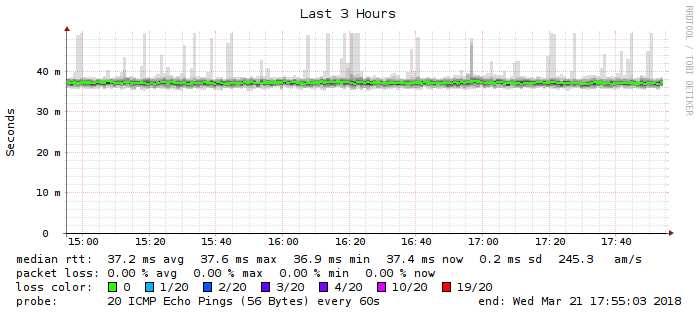 Last 3 Hours
RRDTOOL / TOBI OETIKER
Seconds
40 m
30 m
20 m
10 m
0
15:00 15:20 15:40 16:00 16:20 16:40 17:00 17:20 17:40
median rtt: 37.2 ms avg 37.6 ms max 36.9 ms min 37.4 ms now 0.2 ms sd 245.3 am/s
packet loss: 0.00 % avg 0.00 % max 0.00 % min 0.00 % now
loss color: 0 1/20 2/20 3/20 4/20 10/20 19/20
probe: 20 ICMP Echo Pings (56 Bytes) every 60s end: Wed Mar 21 17:55:03 2018